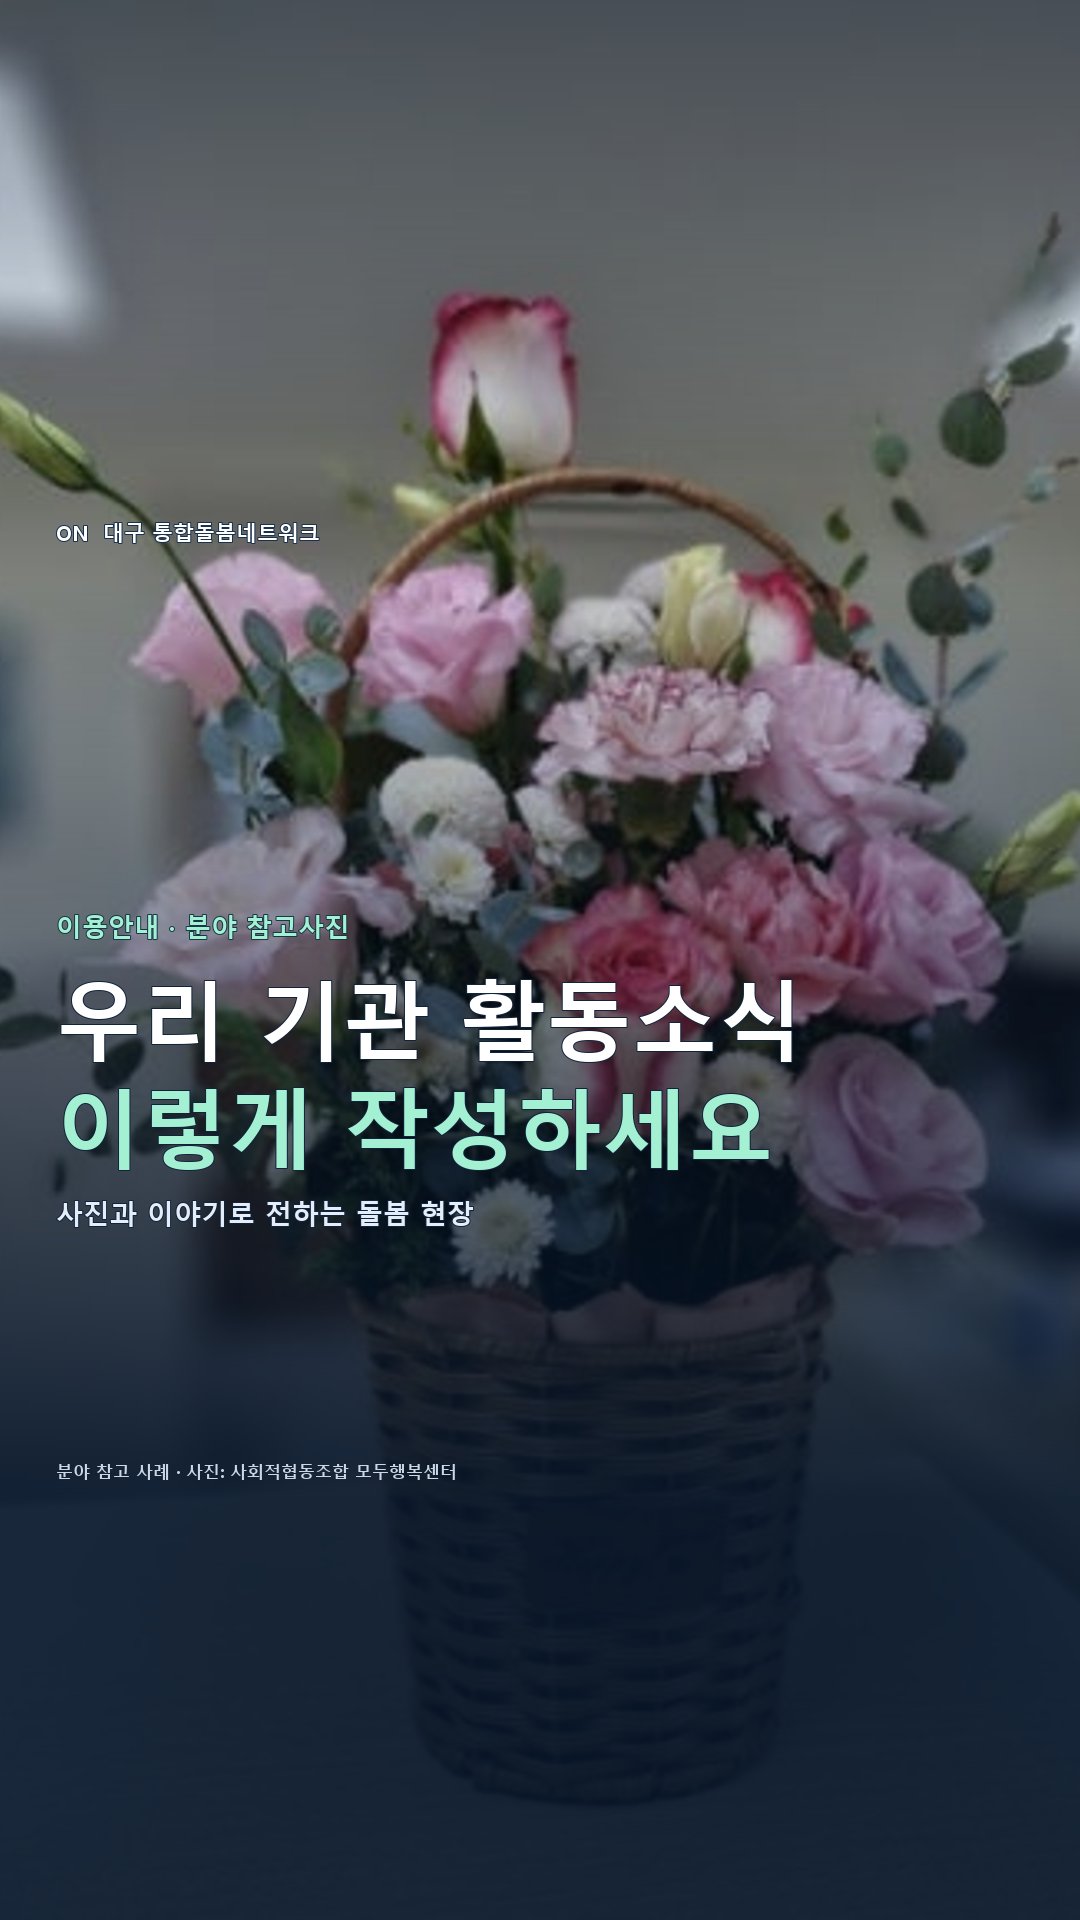 ON 大구 통합돌봄네트워크
이용안내 · 분야 참고사진
우리 기관 활동소식
이렇게 작성하세요
사진과 이야기로 전하는 돌봄 현장
분야 참고 사례 · 사진: 사회적협동조합 모두행복센터